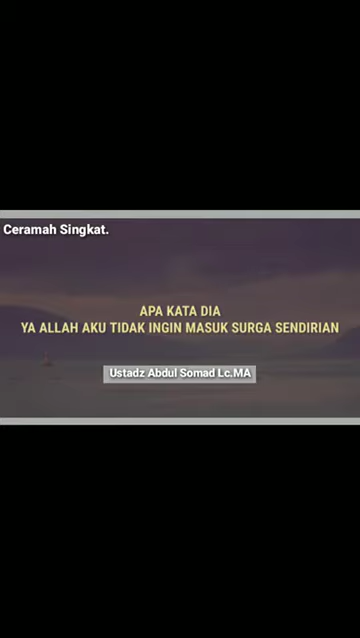 Ceramah Singkat.
APA KATA DIA
YA ALLAH AKU TIDAK INGIN MASUK SURGA SENDIRIAN
Ustadz Abdul Somad Lc.MA